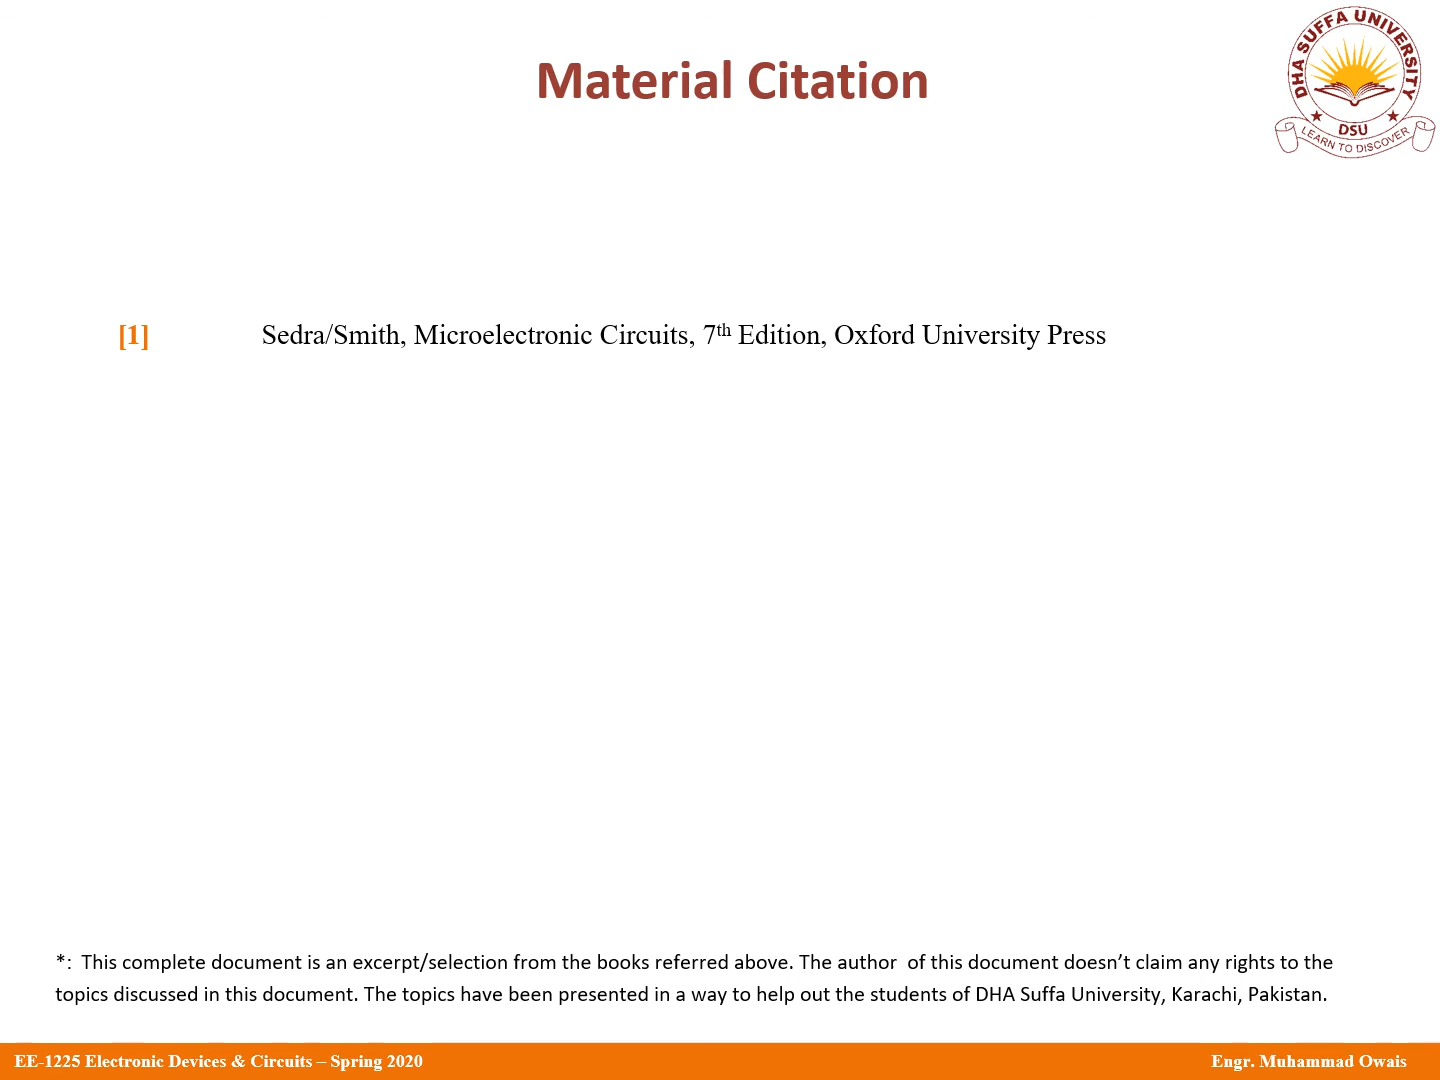 Material Citation
DHA SUFFA UNIVERSITY
DSU
LEARN TO DISCOVER
[1] Sedra/Smith, Microelectronic Circuits, 7th Edition, Oxford University Press
*: This complete document is an excerpt/selection from the books referred above. The author of this document doesn’t claim any rights to the
topics discussed in this document. The topics have been presented in a way to help out the students of DHA Suffa University, Karachi, Pakistan.
EE-1225 Electronic Devices & Circuits – Spring 2020 Engr. Muhammad Owais